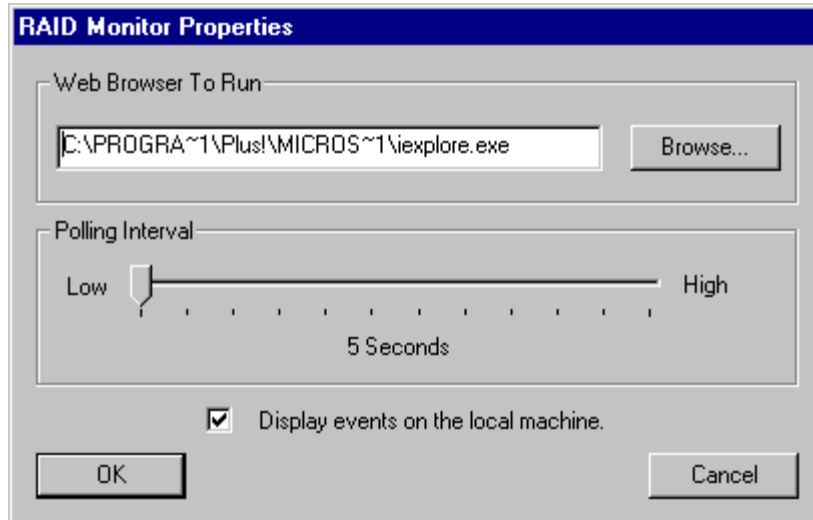 RAID Monitor Properties
Web Browser To Run
C:\PROGRA~1\Plus!\MICROS~1\iexplore.exe
Browse...
Polling Interval
Low
High
5 Seconds
Display events on the local machine.
OK
Cancel